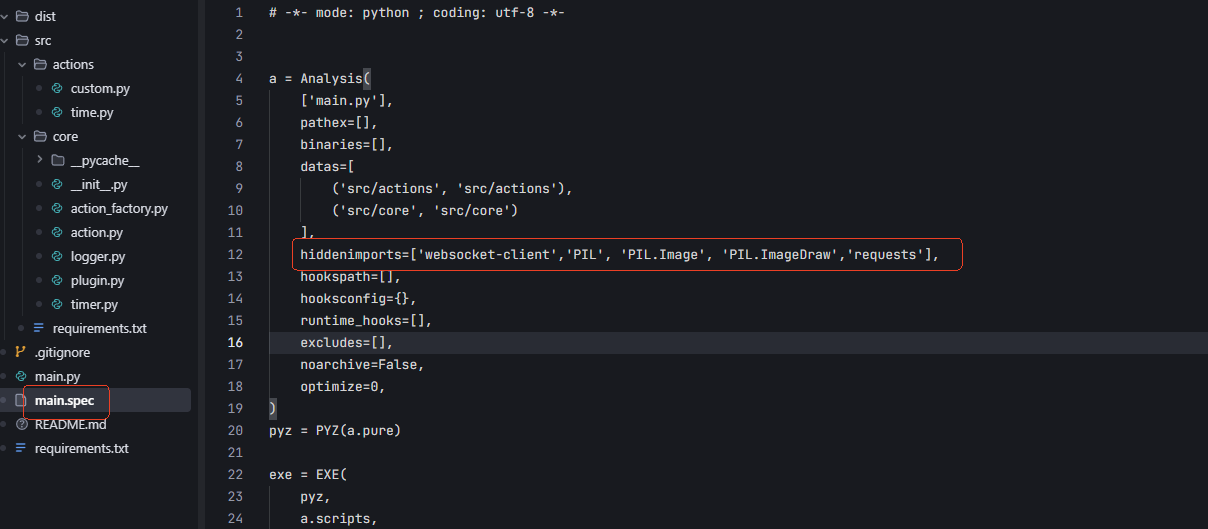 dist
src
actions
custom.py
time.py
core
__pycache__
__init__.py
action_factory.py
action.py
logger.py
plugin.py
timer.py
requirements.txt
.gitignore
main.py
main.spec
README.md
requirements.txt
1 # -*- mode: python ; coding: utf-8 -*-
2
3
4 a = Analysis(
5     ['main.py'],
6     pathex=[],
7     binaries=[],
8     datas=[
9         ('src/actions', 'src/actions'),
10         ('src/core', 'src/core')
11     ],
12     hiddenimports=['websocket-client','PIL', 'PIL.Image', 'PIL.ImageDraw','requests'],
13     hookspath=[],
14     hooksconfig={},
15     runtime_hooks=[],
16     excludes=[],
17     noarchive=False,
18     optimize=0,
19 )
20 pyz = PYZ(a.pure)
21
22 exe = EXE(
23     pyz,
24     a.scripts,